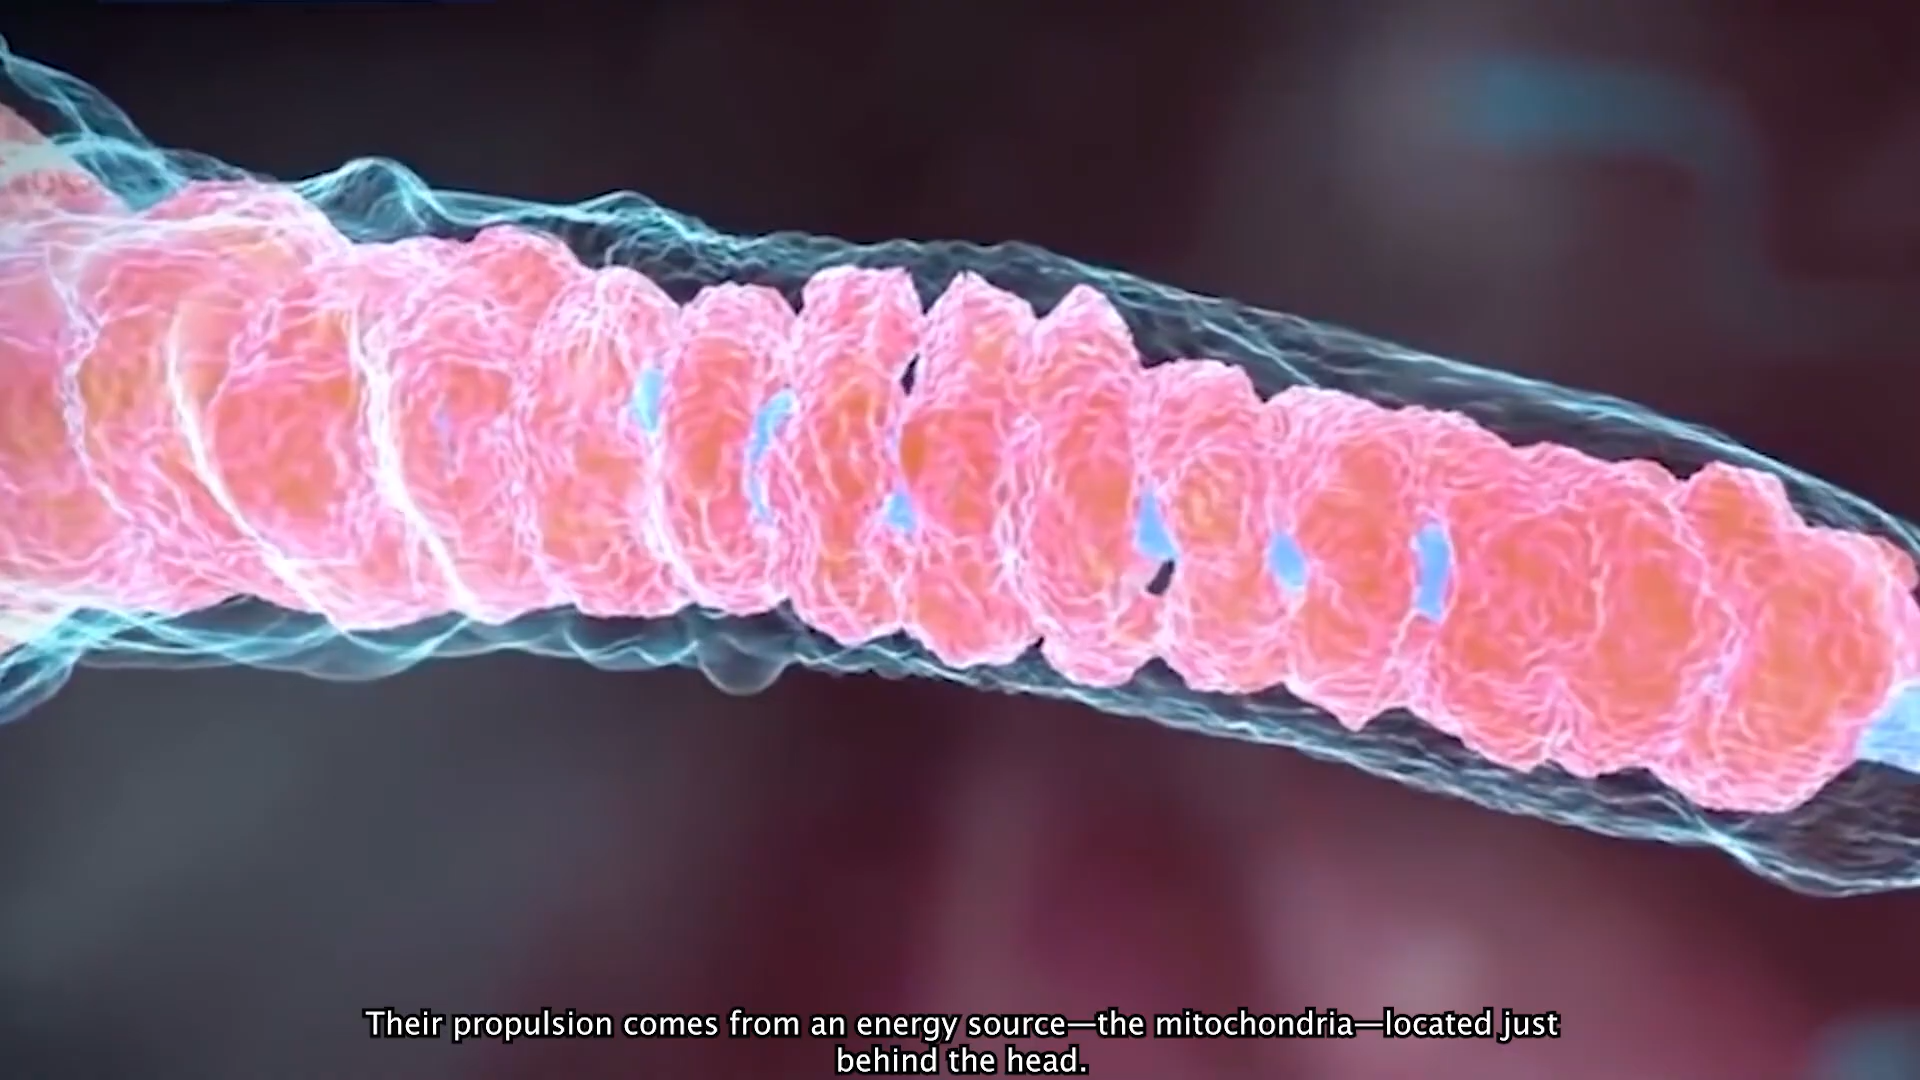 Their propulsion comes from an energy source—the mitochondria—located just
behind the head.